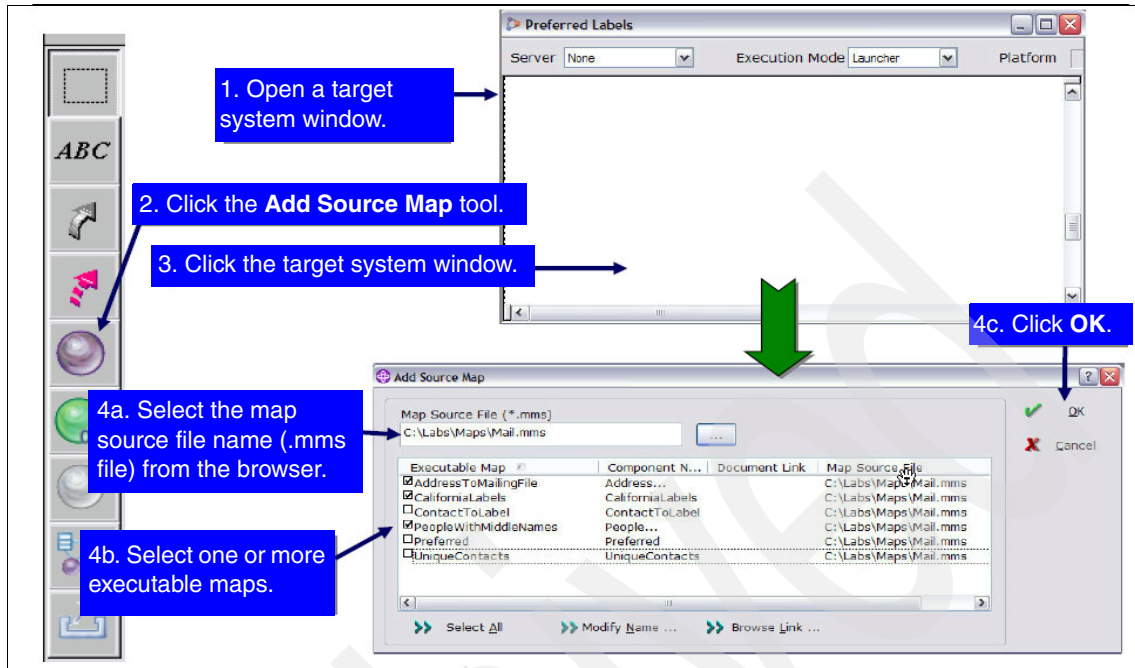 Preferred Labels
Server None Execution Mode Launcher Platform
1. Open a target
system window.
ABC
2. Click the Add Source Map tool.
3. Click the target system window.
4c. Click OK.
Add Source Map
4a. Select the map
source file name (.mms
file) from the browser.
Map Source File (*.mms)
C:\Labs\Maps\Mail.mms
...
OK
Cancel
Executable Map Component N... Document Link Map Source File
AddressToMailingFile Address... C:\Labs\Maps\Mail.mms
CaliforniaLabels CaliforniaLabels C:\Labs\Maps\Mail.mms
ContactToLabel ContactToLabel C:\Labs\Maps\Mail.mms
PeopleWithMiddleNames People... C:\Labs\Maps\Mail.mms
Preferred Preferred C:\Labs\Maps\Mail.mms
UniqueContacts UniqueContacts C:\Labs\Maps\Mail.mms
4b. Select one or more
executable maps.
Select All Modify Name ... Browse Link ...